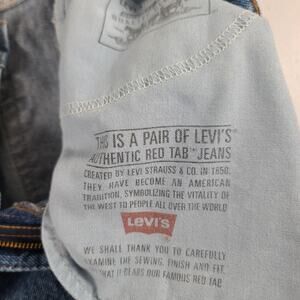 THIS IS A PAIR OF LEVI'S®
AUTHENTIC RED TAB™ JEANS
CREATED BY LEVI STRAUSS & CO. IN 1850.
THEY HAVE BECOME AN AMERICAN
TRADITION, SYMBOLIZING THE VITALITY OF
THE WEST TO PEOPLE ALL OVER THE WORLD
LEVI'S
WE SHALL THANK YOU TO CAREFULLY
EXAMINE THE SEWING, FINISH AND FIT.
THAT IT BEARS OUR FAMOUS RED TAB